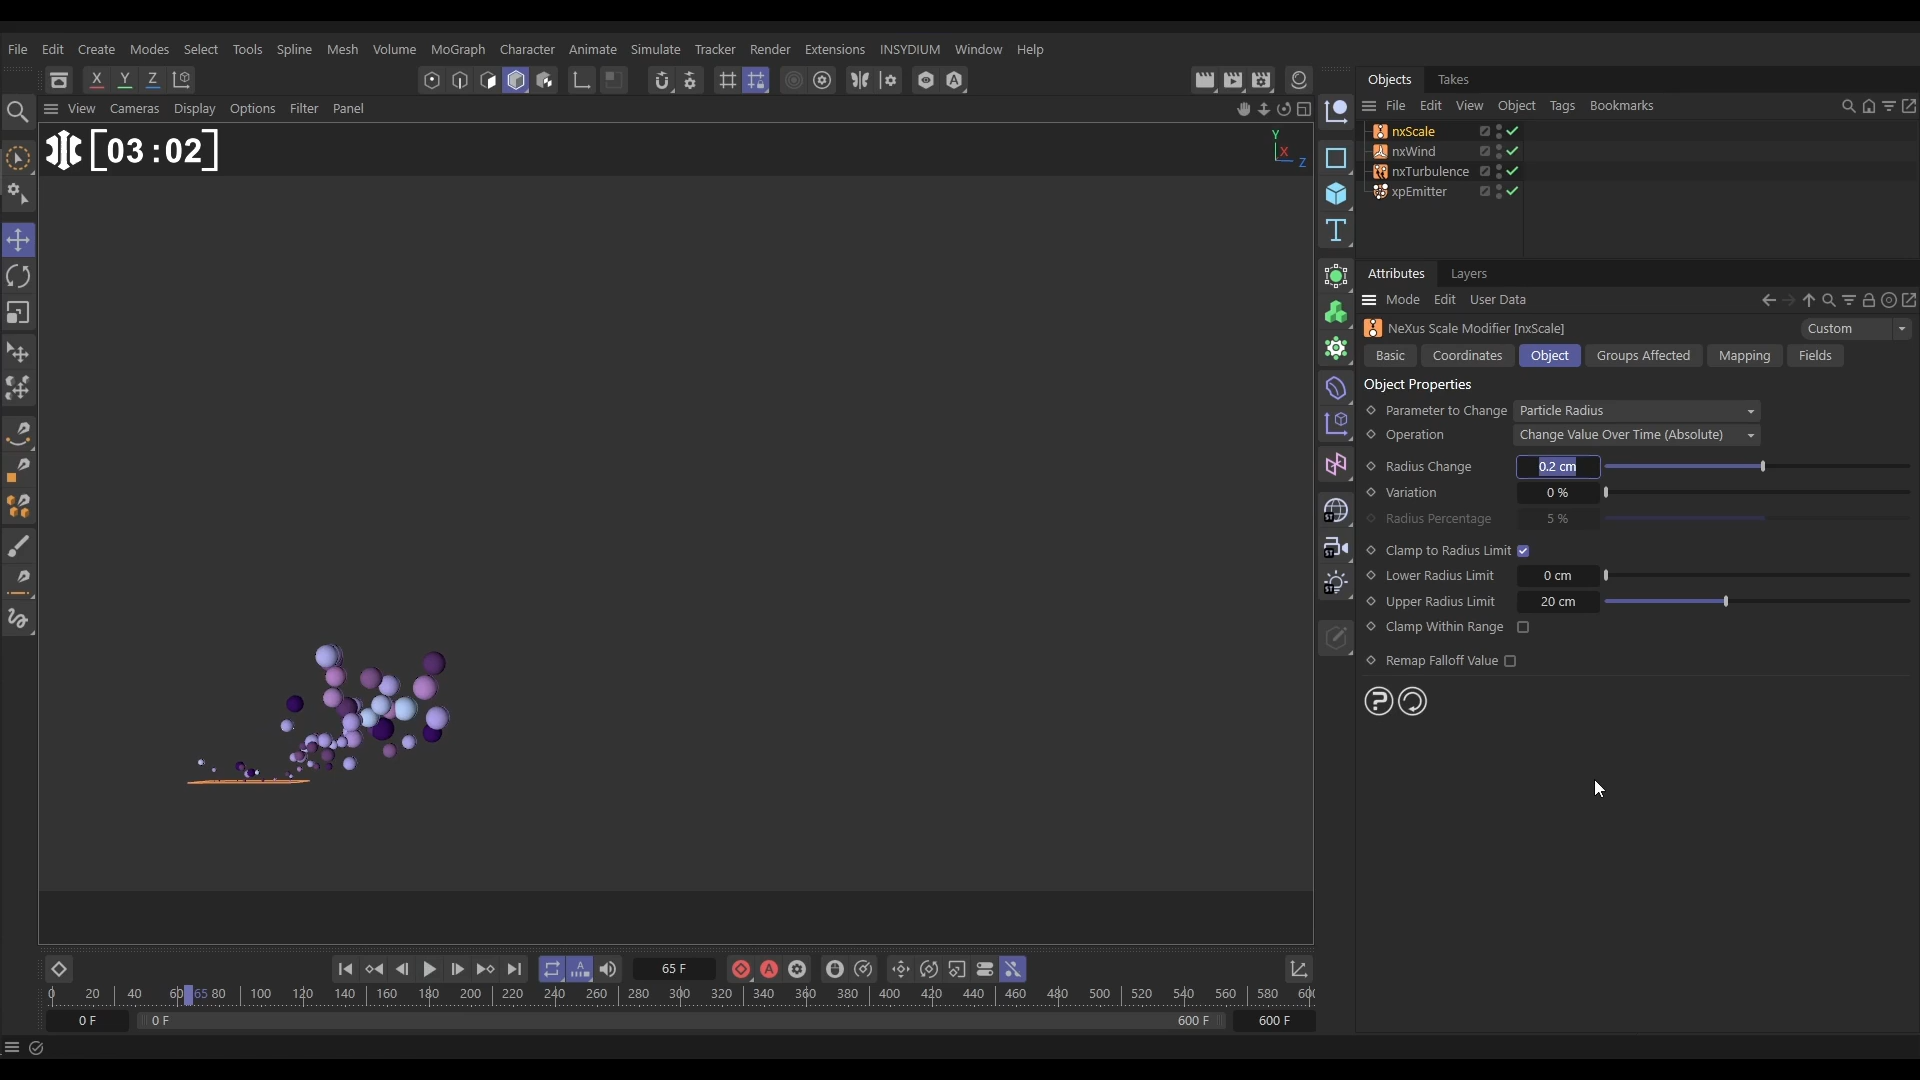 File Edit Create Modes Select Tools Spline Mesh Volume MoGraph Character Animate Simulate Tracker Render Extensions INSYDIUM Window Help
X Y Z
Objects Takes
View Cameras Display Options Filter Panel
File Edit View Object Tags Bookmarks
[03:02]
Y
X
Z
nxScale
nxWind
nxTurbulence
xpEmitter
Attributes Layers
Mode Edit User Data
NeXus Scale Modifier [nxScale] Custom
Basic Coordinates Object Groups Affected Mapping Fields
Object Properties
Parameter to Change Particle Radius
Operation Change Value Over Time (Absolute)
Radius Change 0.2 cm
Variation 0 %
Radius Percentage 5 %
Clamp to Radius Limit
Lower Radius Limit 0 cm
Upper Radius Limit 20 cm
Clamp Within Range
Remap Falloff Value
65 F
0 20 40 60 65 80 100 120 140 160 180 200 220 240 260 280 300 320 340 360 380 400 420 440 460 480 500 520 540 560 580
0 F 0 F 600 F 600 F